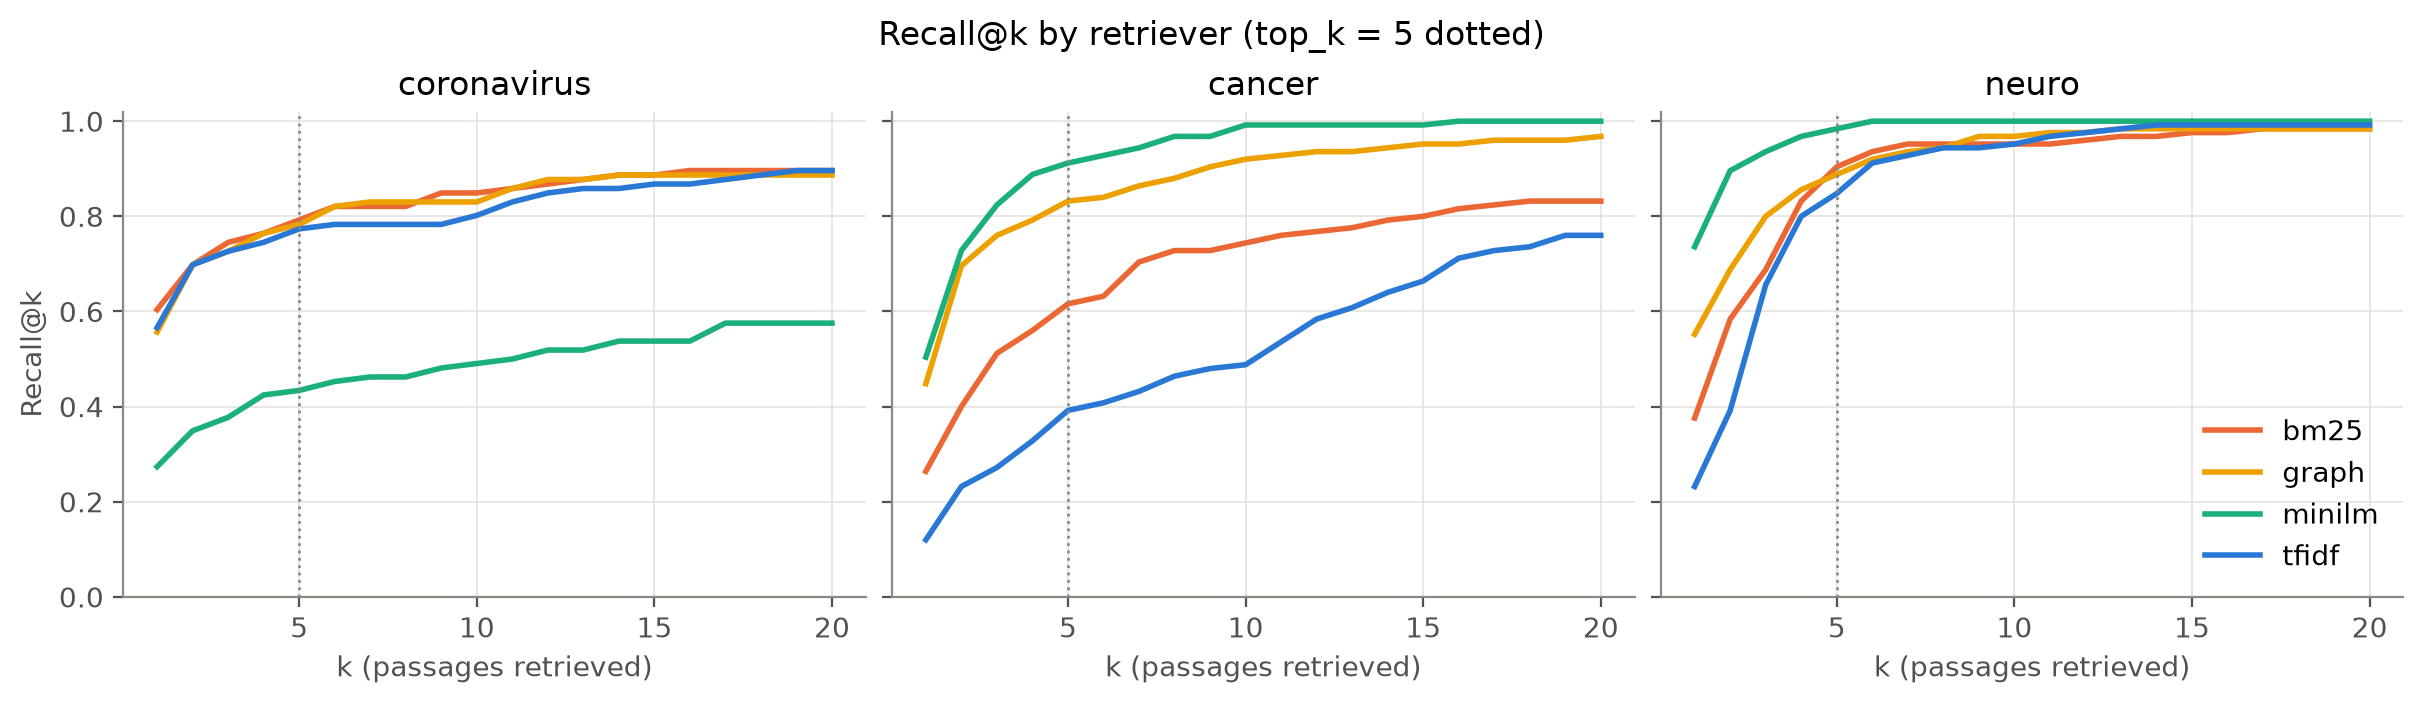 Recall@k by retriever (top_k = 5 dotted)
coronavirus
cancer
neuro
Recall@k
1.0
0.8
0.6
0.4
0.2
0.0
5 10 15 20
5 10 15 20
5 10 15 20
k (passages retrieved)
k (passages retrieved)
k (passages retrieved)
bm25
graph
minilm
tfidf